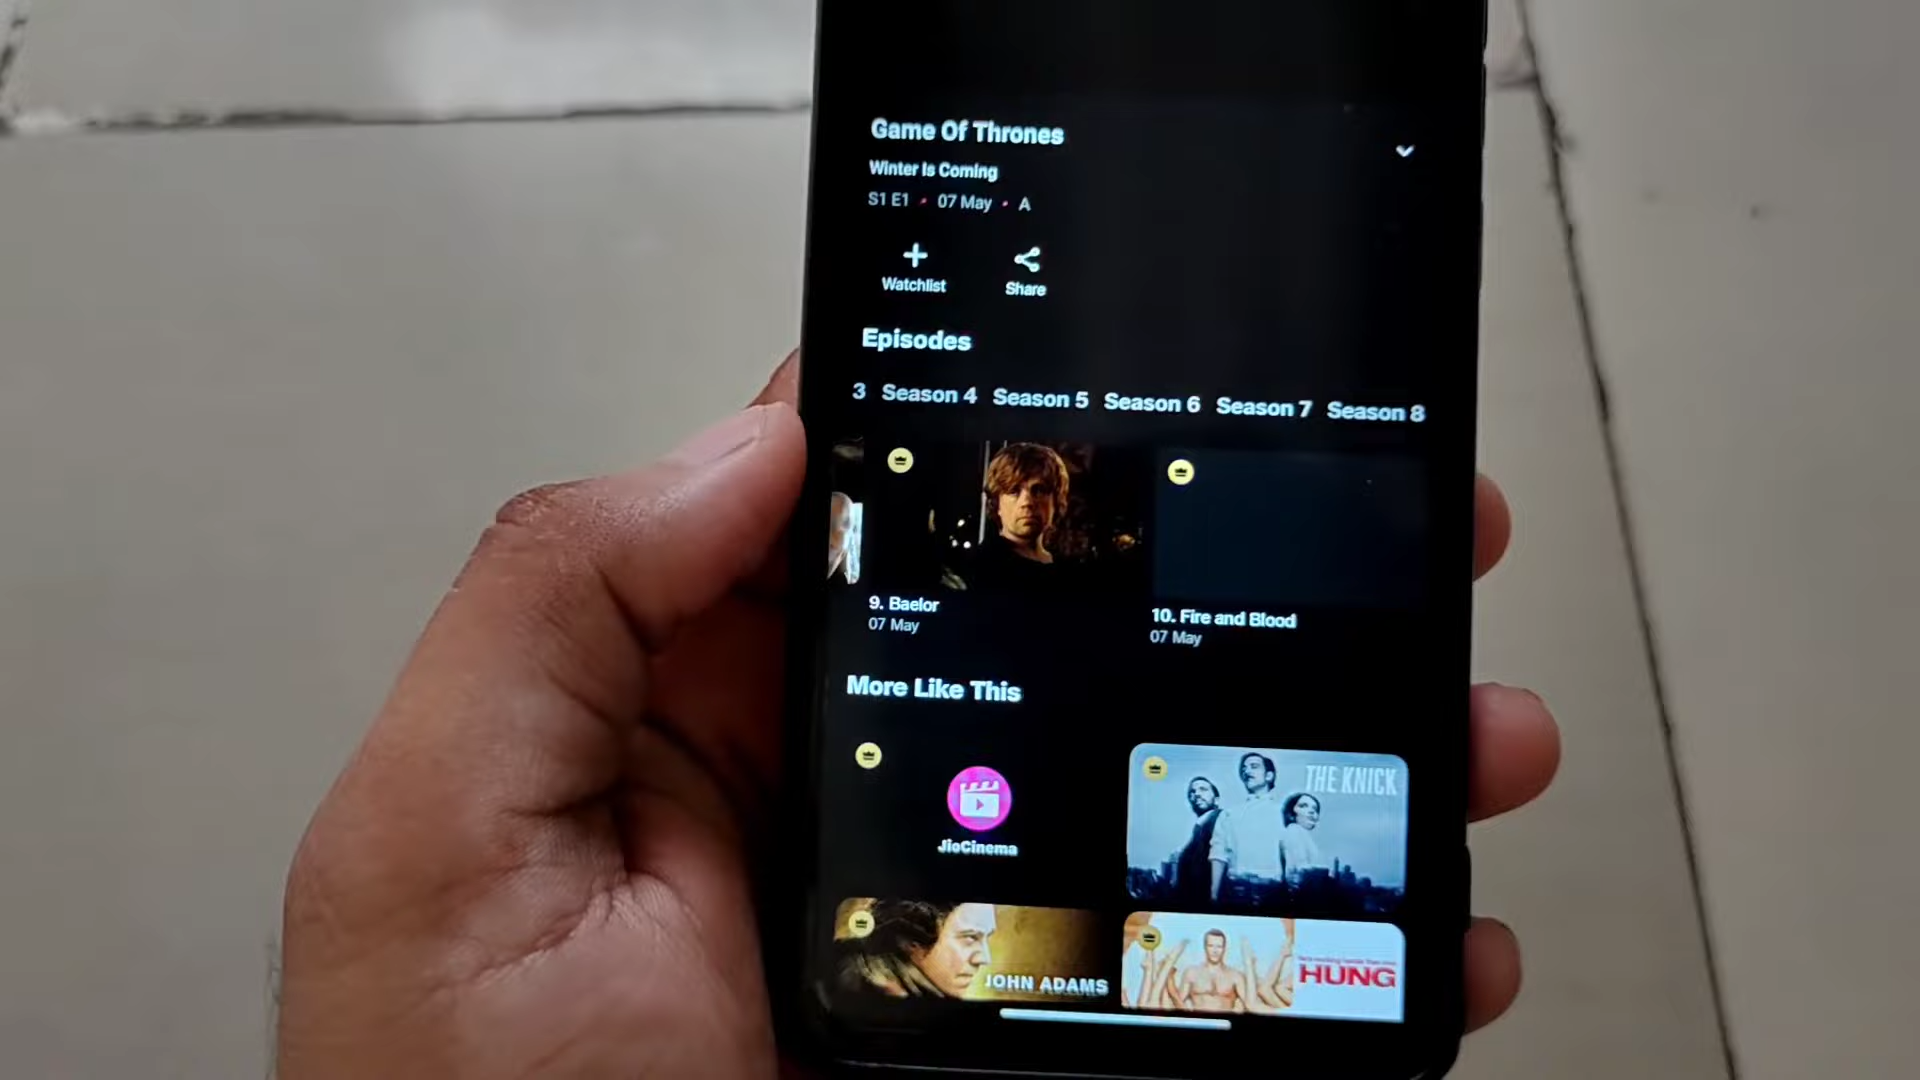 Game Of Thrones
Winter Is Coming
S1 E1 • 07 May • A
Watchlist
Share
Episodes
3 Season 4 Season 5 Season 6 Season 7 Season 8
9. Baelor
07 May
10. Fire and Blood
07 May
More Like This
JioCinema
THE KNICK
JOHN ADAMS
HUNG